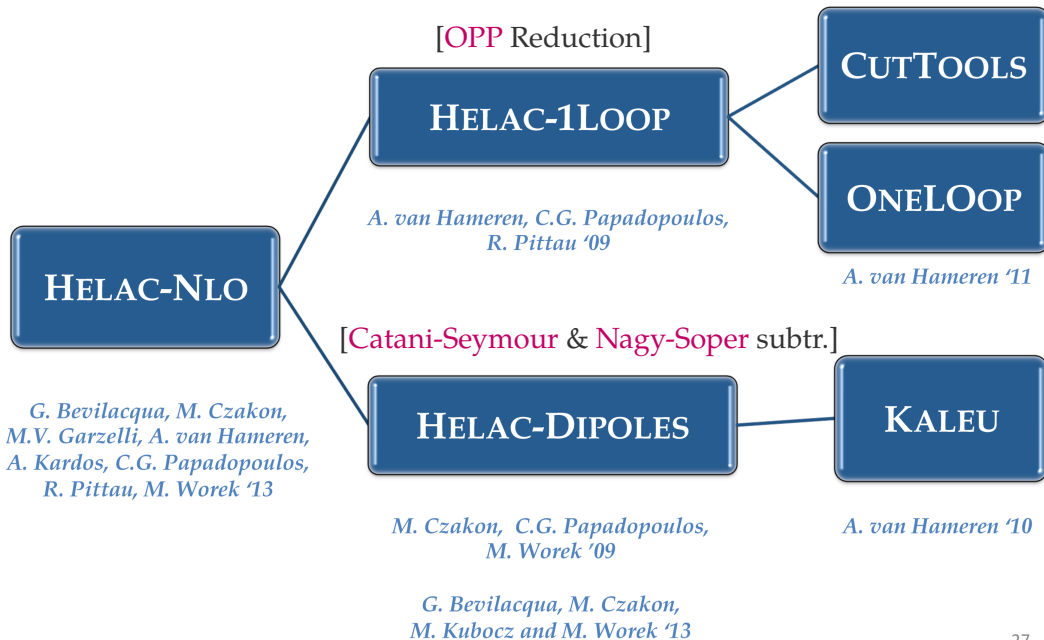 [OPP Reduction]
HELAC-1LOOP
CUTTOOLS
ONELOOP
A. van Hameren, C.G. Papadopoulos,
R. Pittau ‘09
A. van Hameren ‘11
HELAC-NLO
G. Bevilacqua, M. Czakon,
M.V. Garzelli, A. van Hameren,
A. Kardos, C.G. Papadopoulos,
R. Pittau, M. Worek ‘13
[Catani-Seymour & Nagy-Soper subtr.]
HELAC-DIPOLES
KALEU
M. Czakon, C.G. Papadopoulos,
M. Worek ’09
A. van Hameren ‘10
G. Bevilacqua, M. Czakon,
M. Kubocz and M. Worek ‘13